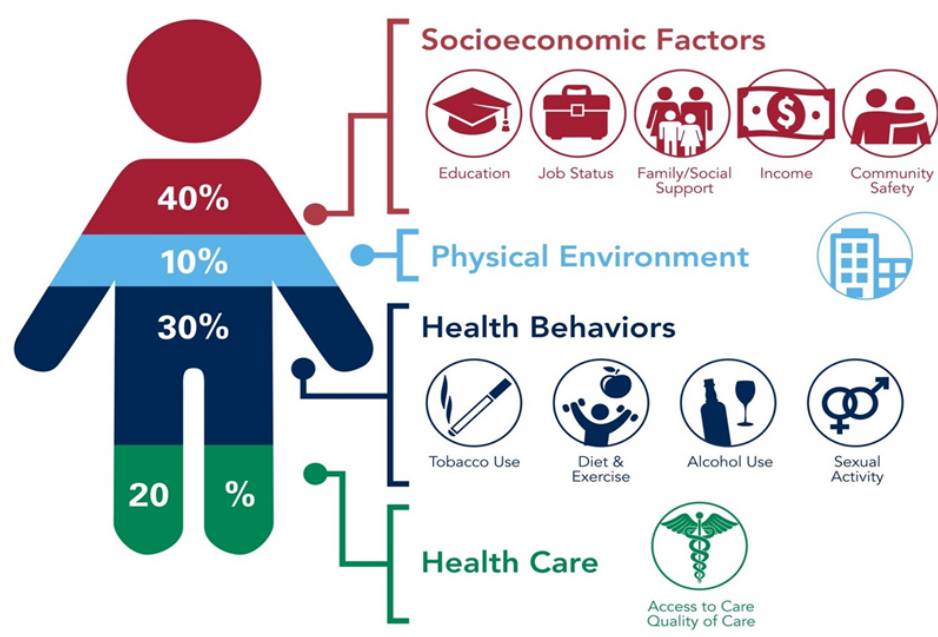 Socioeconomic Factors
Education
Job Status
Family/Social
Support
Income
Community
Safety
40%
10%
Physical Environment
30%
Health Behaviors
Tobacco Use
Diet &
Exercise
Alcohol Use
Sexual
Activity
20 %
Health Care
Access to Care
Quality of Care
$